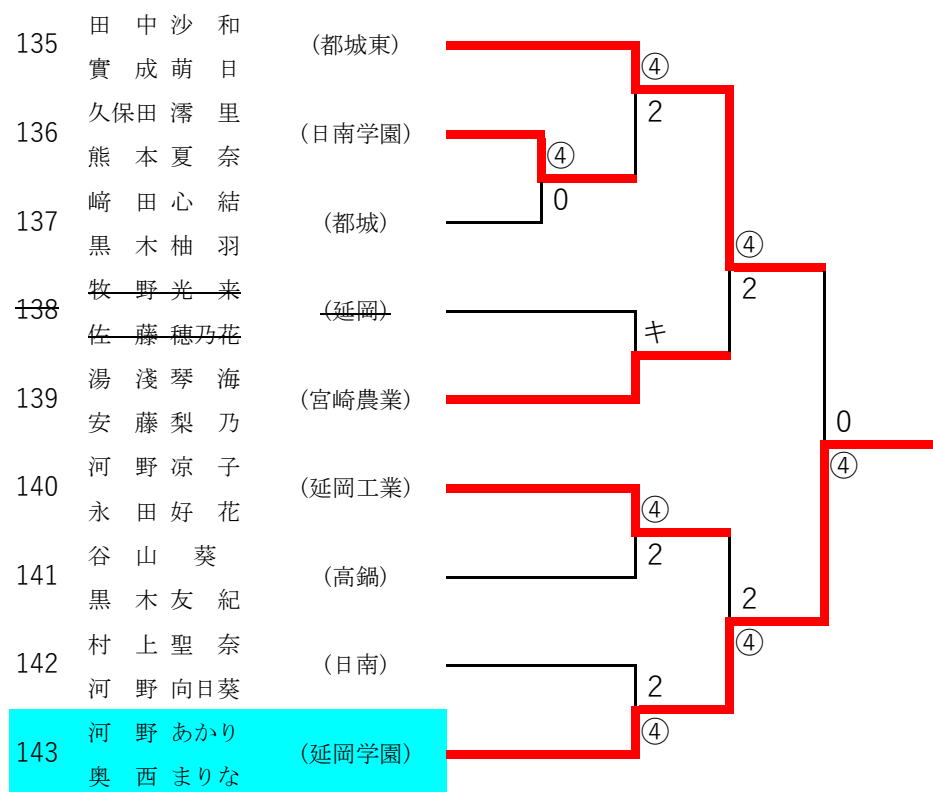 田 中 沙 和
135 (都城東)
實 成 萌 日
④
2
久保田 澪 里
136 (日南学園)
熊 本 夏 奈
④
0
﨑 田 心 結
137 (都城)
黒 木 柚 羽
④
2
牧 野 光 来
138 (延岡)
佐 藤 穂乃花
キ
湯 淺 琴 海
139 (宮崎農業)
安 藤 梨 乃
0
④
河 野 凉 子
140 (延岡工業)
永 田 好 花
④
2
谷 山 葵
141 (高鍋)
黒 木 友 紀
2
④
村 上 聖 奈
142 (日南)
河 野 向日葵
2
④
河 野 あかり
143 (延岡学園)
奥 西 まりな